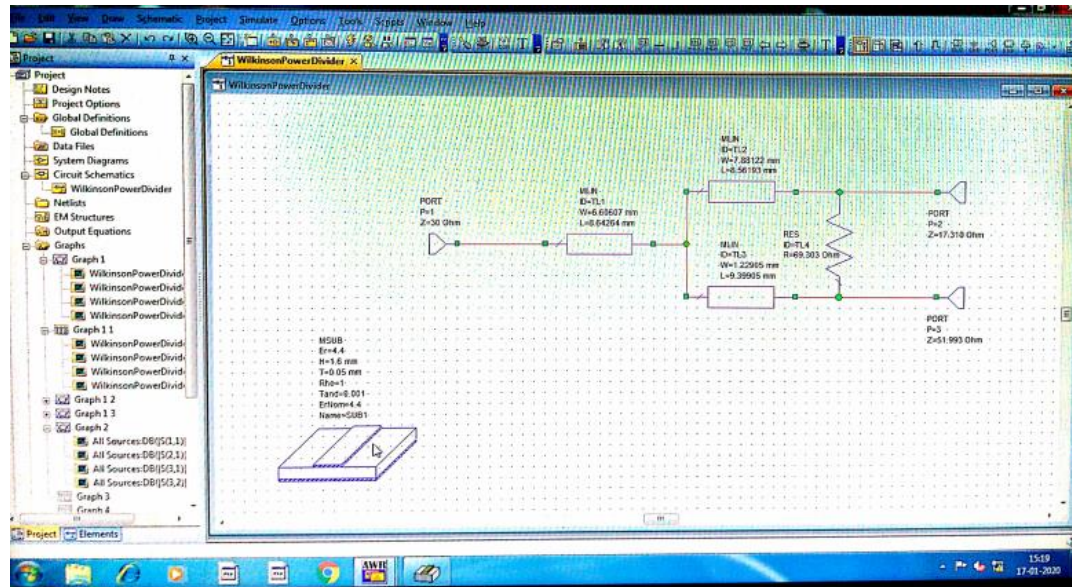 File Edit View Draw Schematic Project Simulate Options Tools Scripts Window Help
Project
WilkinsonPowerDivider
Project
Design Notes
Project Options
Global Definitions
Global Definitions
Data Files
System Diagrams
Circuit Schematics
WilkinsonPowerDivider
Netlists
EM Structures
Output Equations
Graphs
Graph 1
WilkinsonPowerDivid
WilkinsonPowerDivid
WilkinsonPowerDivid
WilkinsonPowerDivid
Graph 1 1
WilkinsonPowerDivid
WilkinsonPowerDivid
WilkinsonPowerDivid
WilkinsonPowerDivid
Graph 1 2
Graph 1 3
Graph 2
All Sources:DB(|S(1,1)|
All Sources:DB(|S(2,1)|
All Sources:DB(|S(3,1)|
All Sources:DB(|S(3,2)|
Graph 3
Graph 4
Project
Elements
WilkinsonPowerDivider
PORT
P=1
Z=30 Ohm
MLIN
ID=TL1
W=6.60607 mm
L=8.64264 mm
MLIN
ID=TL2
W=7.88122 mm
L=8.56193 mm
MLIN
ID=TL3
W=1.22905 mm
L=9.39905 mm
RES
ID=TL4
R=69.303 Ohm
PORT
P=2
Z=17.310 Ohm
PORT
P=3
Z=51.993 Ohm
MSUB
Er=4.4
H=1.6 mm
T=0.05 mm
Rho=1
Tand=0.001
ErNom=4.4
Name=SUB1
AWR
15:19
17-01-2020